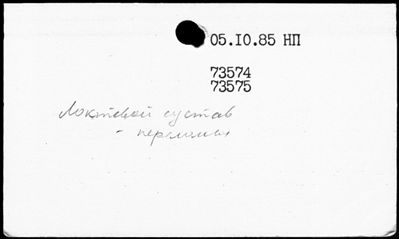 05.10.85 НП
73574
73575
Локтевой сустав
- перелом